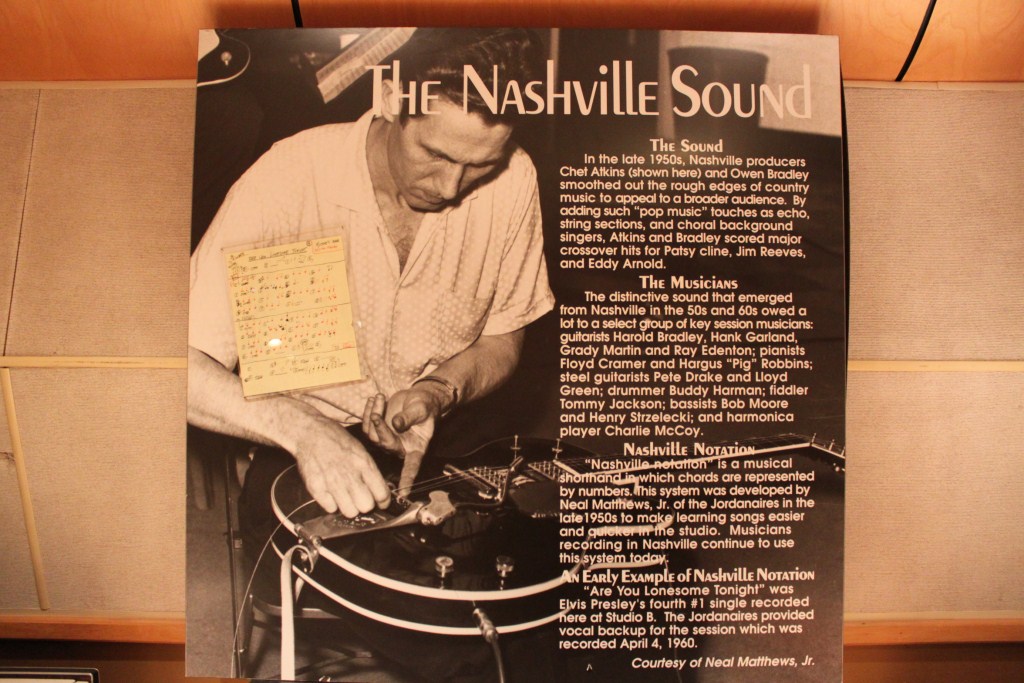 The Nashville Sound
The Sound
In the late 1950s, Nashville producers
Chet Atkins (shown here) and Owen Bradley
smoothed out the rough edges of country
music to appeal to a broader audience. By
adding such "pop music" touches as echo,
string sections, and choral background
singers, Atkins and Bradley scored major
crossover hits for Patsy cline, Jim Reeves,
and Eddy Arnold.
The Musicians
The distinctive sound that emerged
from Nashville in the 50s and 60s owed a
lot to a select group of key session musicians:
guitarists Harold Bradley, Hank Garland,
Grady Martin and Ray Edenton; pianists
Floyd Cramer and Hargus "Pig" Robbins;
steel guitarists Pete Drake and Lloyd
Green; drummer Buddy Harman; fiddler
Tommy Jackson; bassists Bob Moore
and Henry Strzelecki; and harmonica
player Charlie McCoy.
Nashville Notation
"Nashville notation" is a musical
shorthand in which chords are represented
by numbers. This system was developed by
Neal Matthews, Jr. of the Jordanaires in the
late1950s to make learning songs easier
and quicker in the studio. Musicians
recording in Nashville continue to use
this system today.
An Early Example of Nashville Notation
"Are You Lonesome Tonight" was
Elvis Presley's fourth #1 single recorded
here at Studio B. The Jordanaires provided
vocal backup for the session which was
recorded April 4, 1960.
Courtesy of Neal Matthews, Jr.